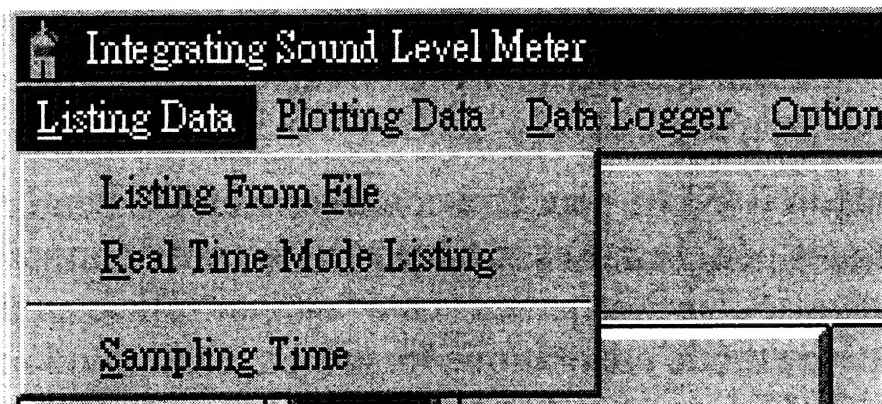 Integrating Sound Level Meter
Listing Data Plotting Data Data Logger Option
Listing From File
Real Time Mode Listing
Sampling Time